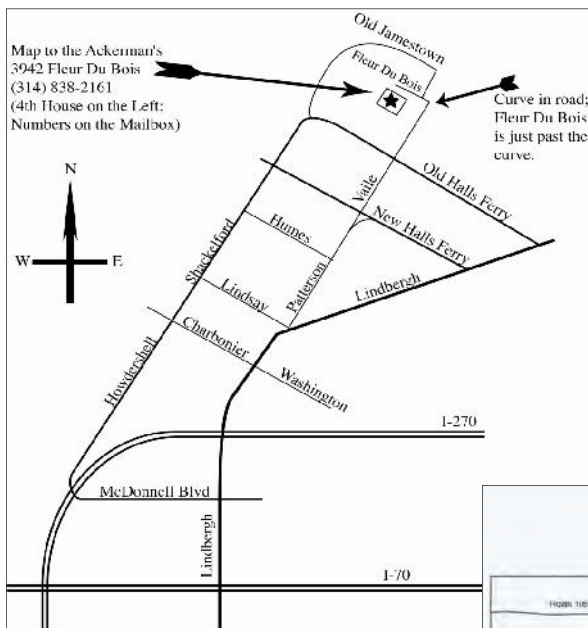 Map to the Ackerman's
3942 Fleur Du Bois
(314) 838-2161
(4th House on the Left;
Numbers on the Mailbox)
Old Jamestown
Fleur Du Bois
Curve in road;
Fleur Du Bois
is just past the
curve.
N
W
E
Vaile
Old Halls Ferry
New Halls Ferry
Humes
Shackelford
Patterson
Lindsay
Lindbergh
Charbonier
Washington
Howdershell
I-270
McDonnell Blvd
Lindbergh
I-70